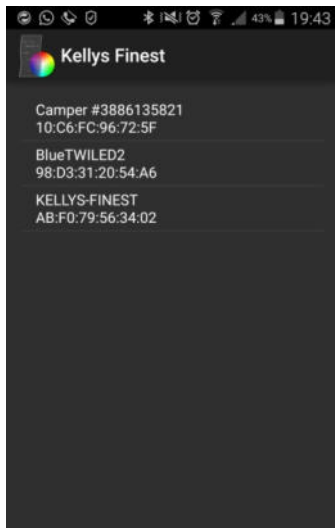 43% 19:43
Kellys Finest
Camper #3886135821
10:C6:FC:96:72:5F
BlueTWILED2
98:D3:31:20:54:A6
KELLYS-FINEST
AB:F0:79:56:34:02